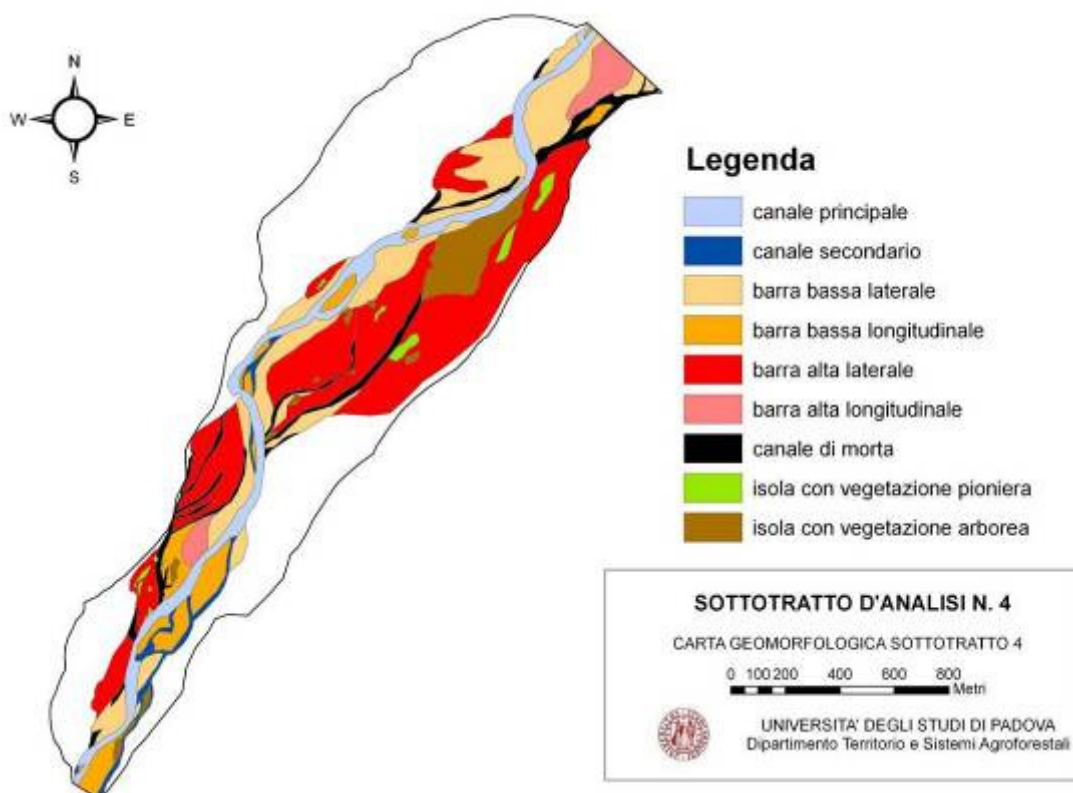 N
W E
S
Legenda
canale principale
canale secondario
barra bassa laterale
barra bassa longitudinale
barra alta laterale
barra alta longitudinale
canale di morta
isola con vegetazione pioniera
isola con vegetazione arborea
SOTTOTRATTO D'ANALISI N. 4
CARTA GEOMORFOLOGICA SOTTOTRATTO 4
0 100 200 400 600 800
Metri
UNIVERSITA' DEGLI STUDI DI PADOVA
Dipartimento Territorio e Sistemi Agroforestali